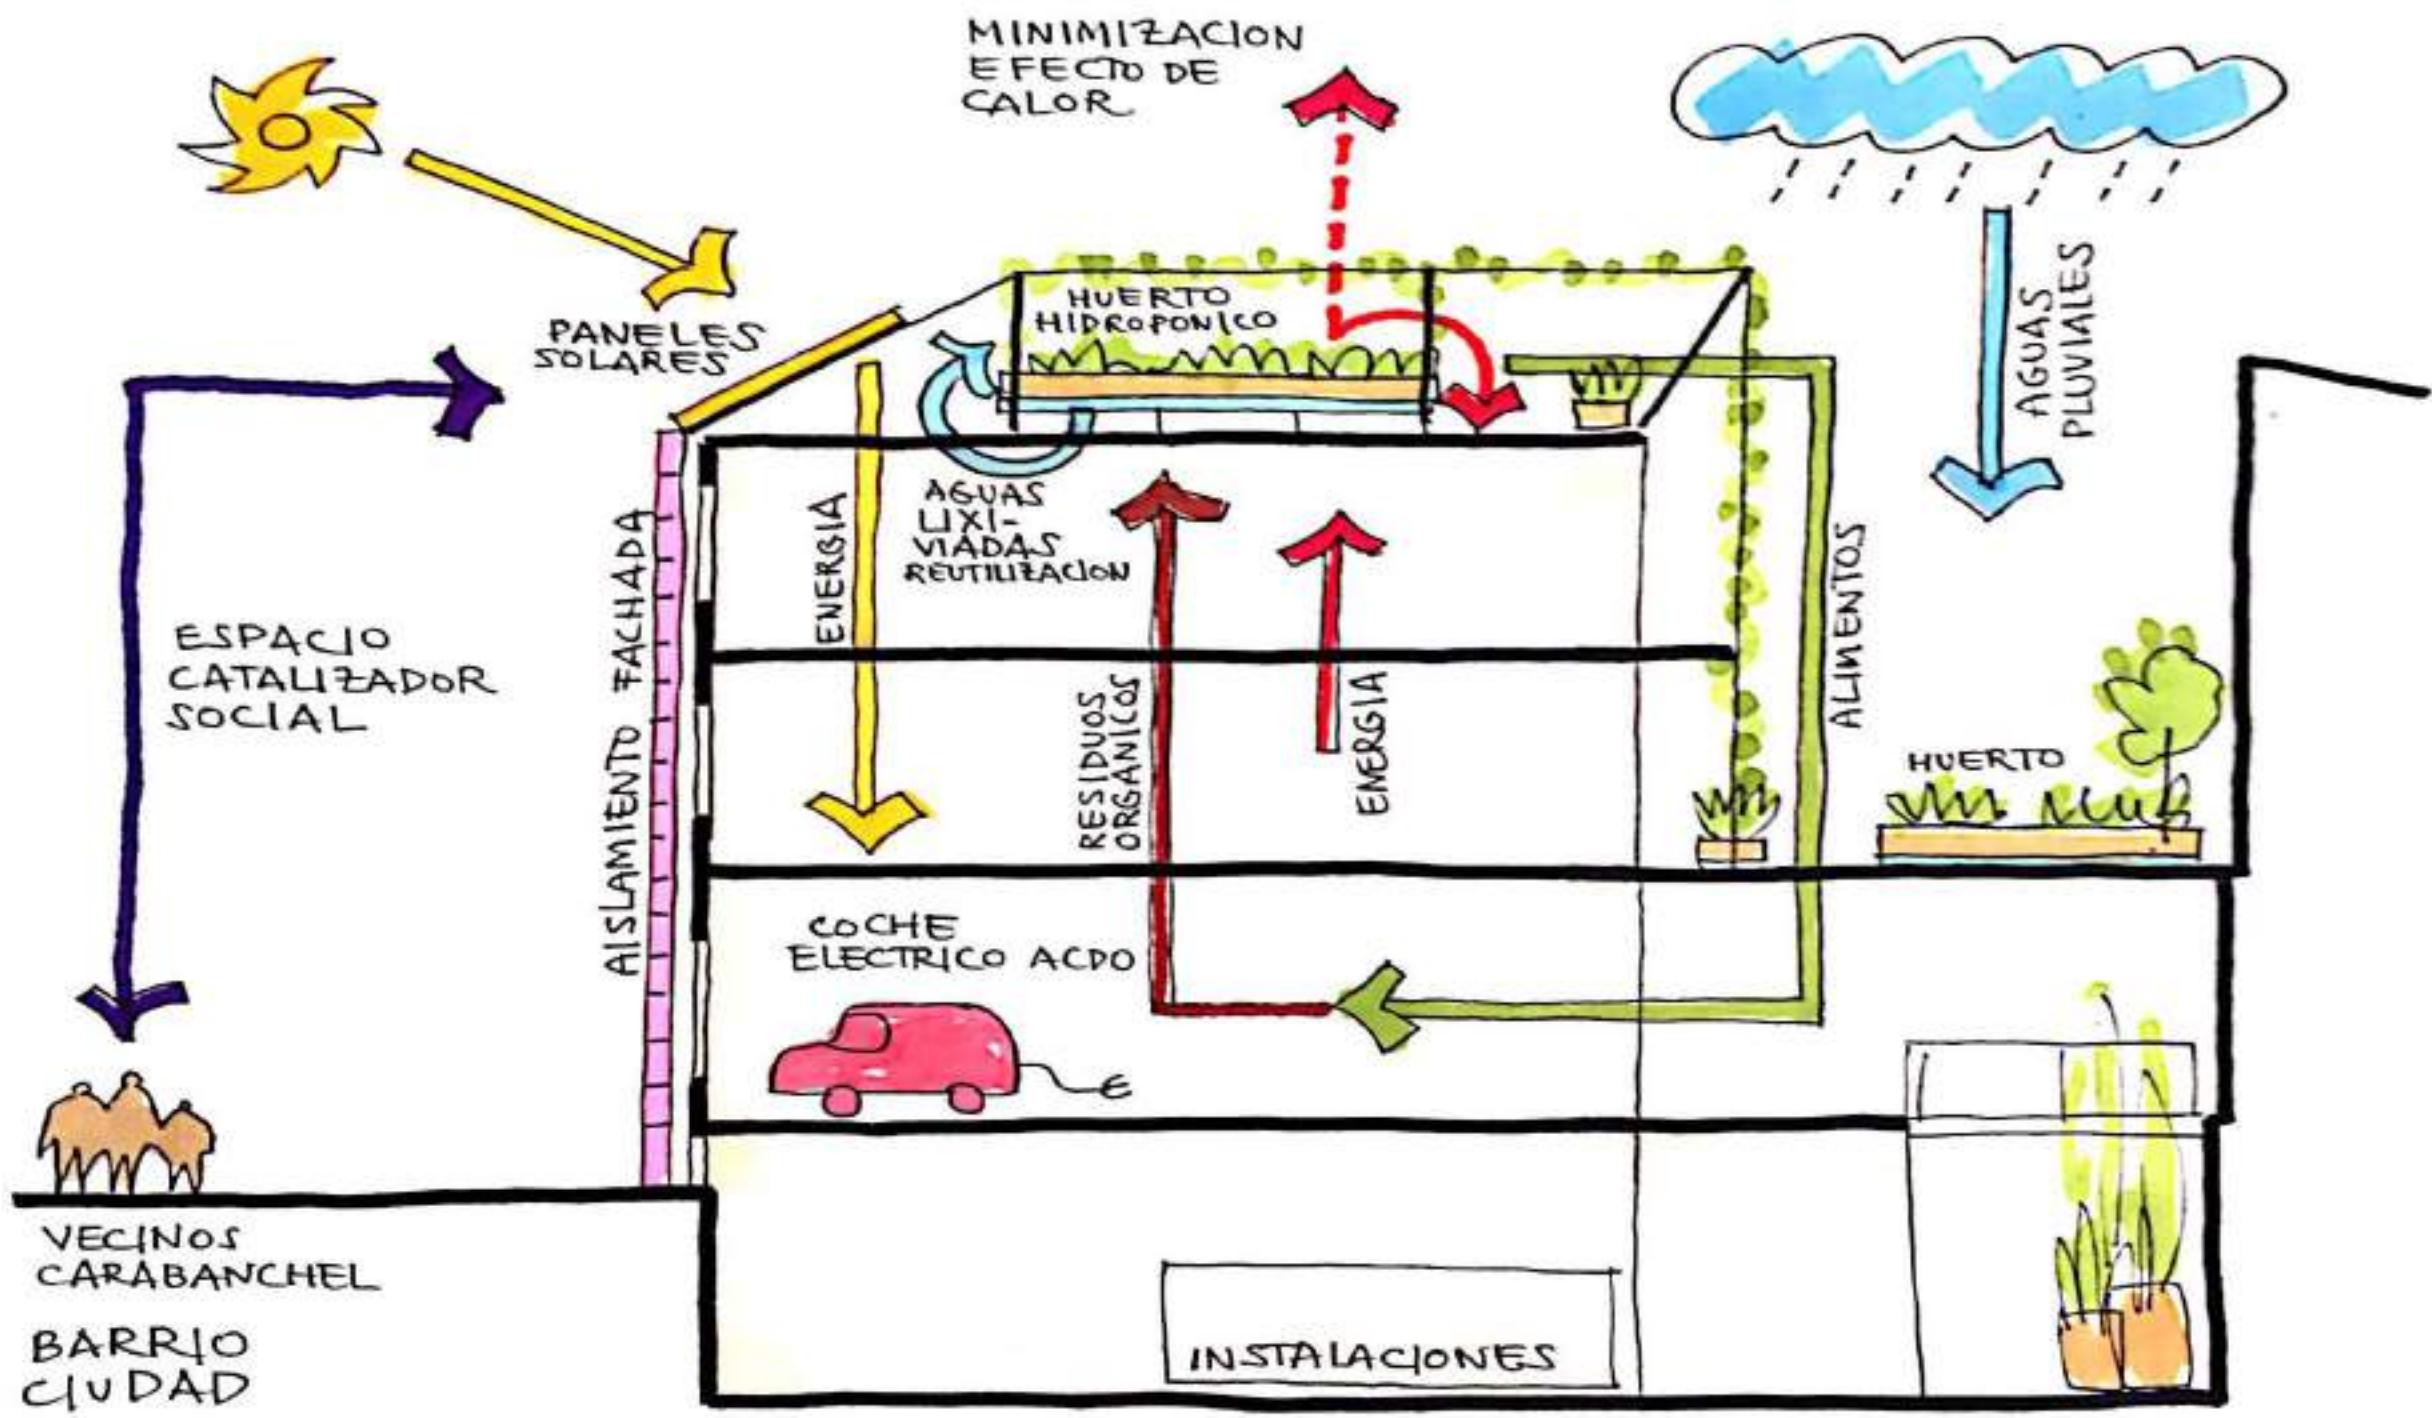 MINIMIZACION
EFECTO DE
CALOR
PANELES
SOLARES
HUERTO
HIDROPONICO
AGUAS
PLUVIALES
ENERGIA
AGUAS
LIXI-
VIADAS
REUTILIZACION
AISLAMIENTO FACHADA
ESPACIO
CATALIZADOR
SOCIAL
RESIDUOS
ORGANICOS
ENERGIA
ALIMENTOS
HUERTO
COCHE
ELECTRICO ACDO
VECINOS
CARABANCHEL
BARRIO
CIUDAD
INSTALACIONES